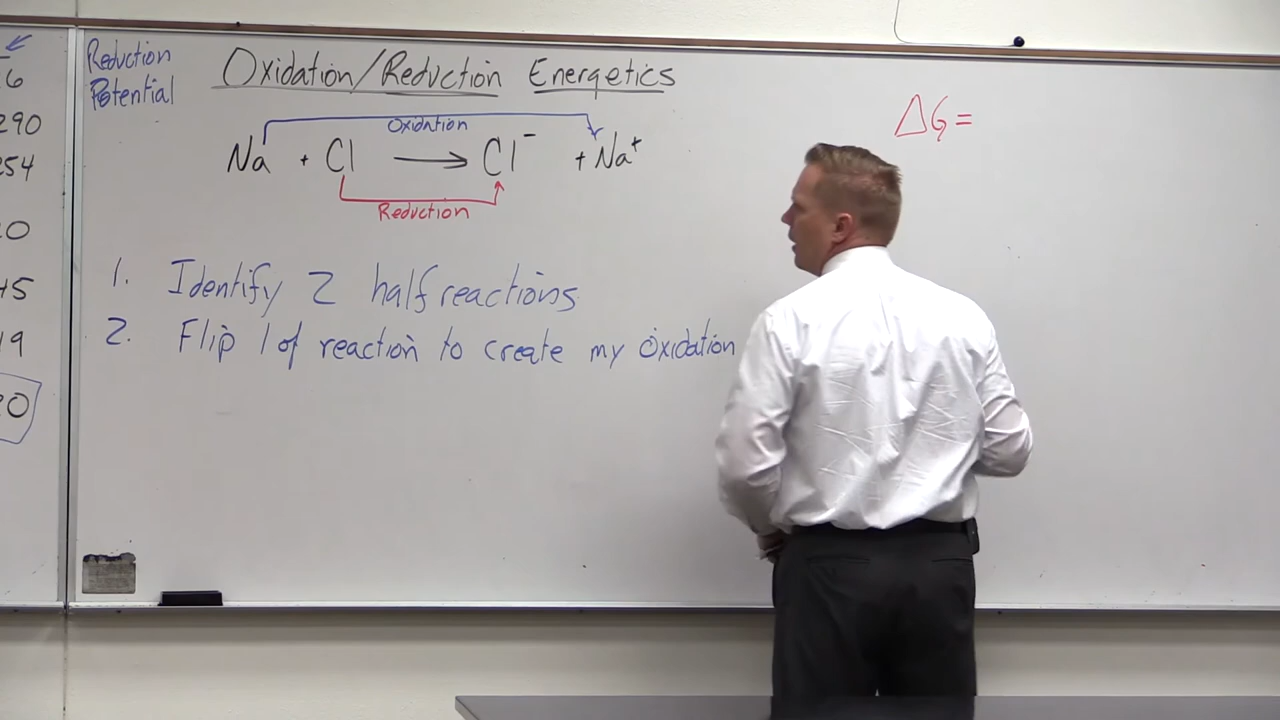 6
290
254
0
45
19
20
Reduction
Potential
Oxidation/Reduction Energetics
Oxidation
Na + Cl → Cl⁻ + Na⁺
Reduction
1. Identify 2 half reactions
2. Flip 1 of reaction to create my oxidation
ΔG =